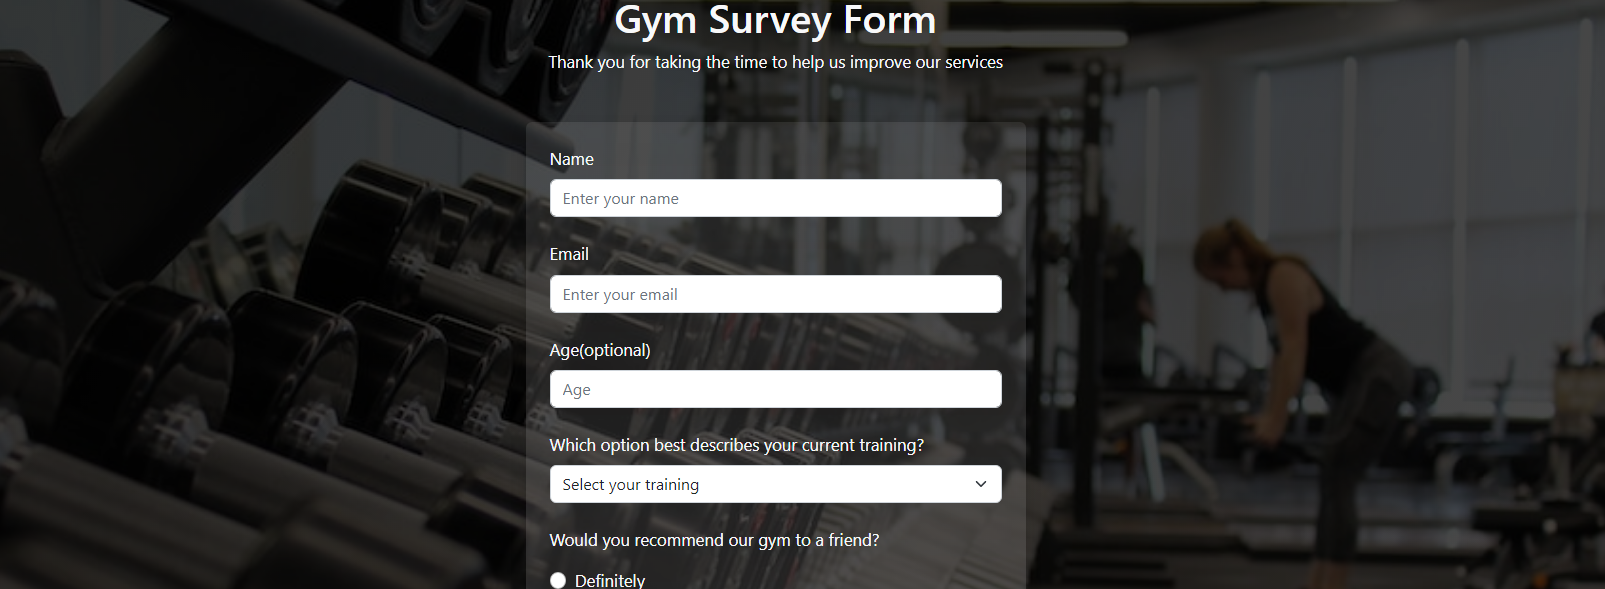 Gym Survey Form
Thank you for taking the time to help us improve our services
Name
Enter your name
Email
Enter your email
Age(optional)
Age
Which option best describes your current training?
Select your training
Would you recommend our gym to a friend?
Definitely